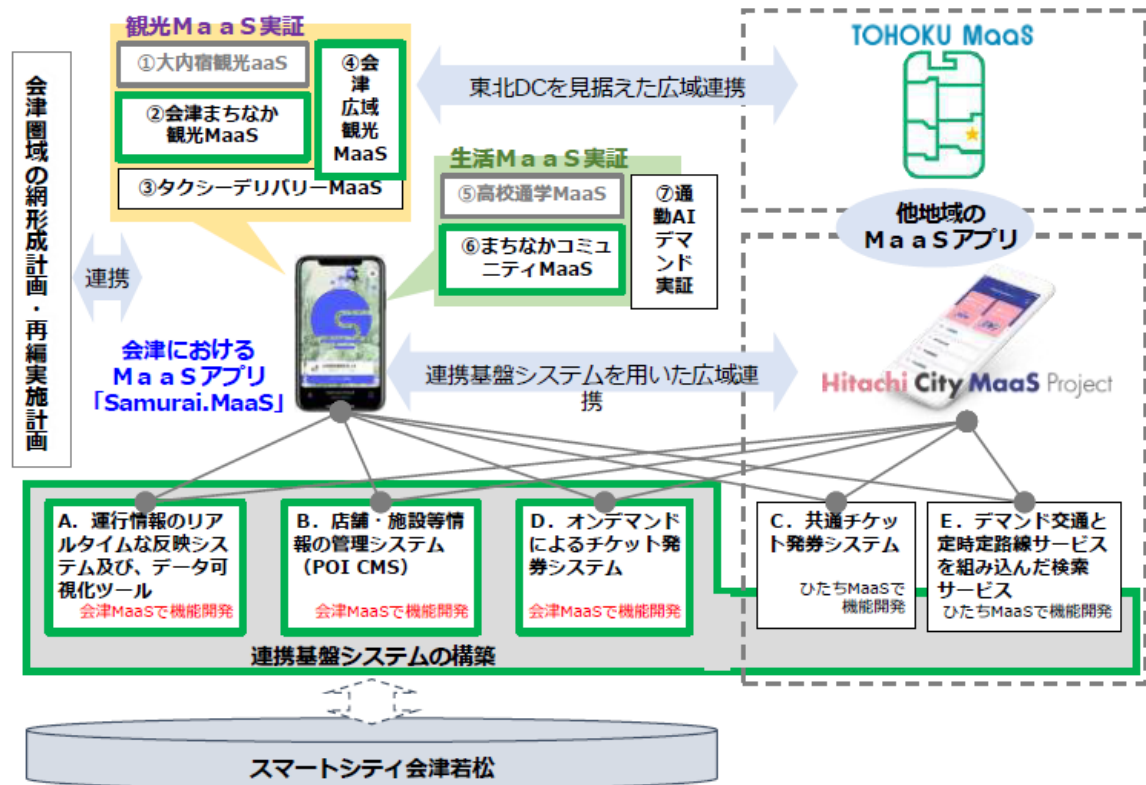 観光MaaS実証
①大内宿観光aaS
②会津まちなか
観光MaaS
③タクシーデリバリーMaaS
④会
津
広域
観光
MaaS
東北DCを見据えた広域連携
TOHOKU MaaS
会津圏域の網形成計画・再編実施計画
連携
生活MaaS実証
⑤高校通学MaaS
⑥まちなかコミュ
ニティMaaS
⑦通
勤AI
デマ
ンド
実証
他地域の
MaaSアプリ
会津における
MaaSアプリ
「Samurai.MaaS」
連携基盤システムを用いた広域連
携
Hitachi City MaaS Project
A．運行情報のリア
ルタイムな反映シス
テム及び、データ可
視化ツール
会津MaaSで機能開発
B．店舗・施設等情
報の管理システム
（POI CMS）
会津MaaSで機能開発
D．オンデマンド
によるチケット発
券システム
会津MaaSで機能開発
C．共通チケッ
ト発券システム
ひたちMaaSで
機能開発
E．デマンド交通と
定時定路線サービス
を組み込んだ検索
サービス
ひたちMaaSで機能開発
連携基盤システムの構築
スマートシティ会津若松